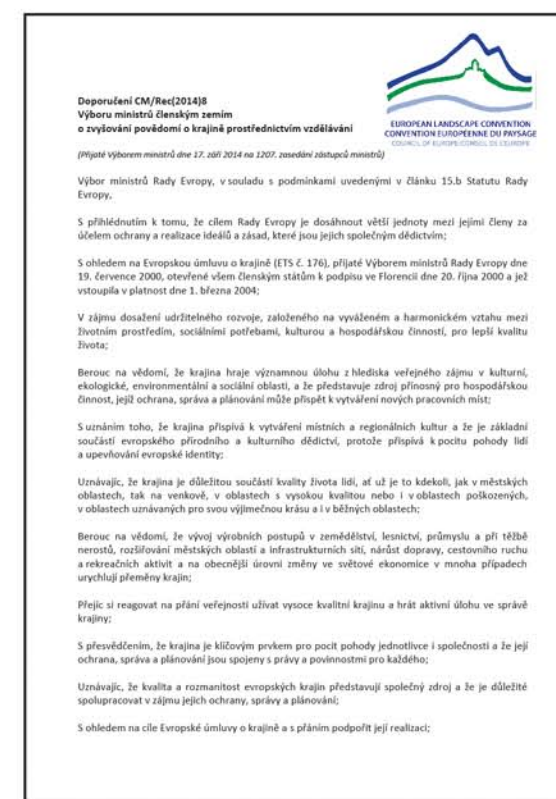 EUROPEAN LANDSCAPE CONVENTION
CONVENTION EUROPÉENNE DU PAYSAGE
COUNCIL OF EUROPE/CONSEIL DE L'EUROPE
Doporučení CM/Rec(2014)8
Výboru ministrů členským zemím
o zvyšování povědomí o krajině prostřednictvím vzdělávání
(Přijaté Výborem ministrů dne 17. září 2014 na 1207. zasedání zástupců ministrů)
Výbor ministrů Rady Evropy, v souladu s podmínkami uvedenými v článku 15.b Statutu Rady
Evropy,
S přihlédnutím k tomu, že cílem Rady Evropy je dosáhnout větší jednoty mezi jejími členy za
účelem ochrany a realizace ideálů a zásad, které jsou jejich společným dědictvím;
S ohledem na Evropskou úmluvu o krajině (ETS č. 176), přijaté Výborem ministrů Rady Evropy dne
19. července 2000, otevřené všem členským státům k podpisu ve Florencii dne 20. října 2000 a jež
vstoupila v platnost dne 1. března 2004;
V zájmu dosažení udržitelného rozvoje, založeného na vyváženém a harmonickém vztahu mezi
životním prostředím, sociálními potřebami, kulturou a hospodářskou činností, pro lepší kvalitu
života;
Berouc na vědomí, že krajina hraje významnou úlohu z hlediska veřejného zájmu v kulturní,
ekologické, environmentální a sociální oblasti, a že představuje zdroj přínosný pro hospodářskou
činnost, jejíž ochrana, správa a plánování může přispět k vytváření nových pracovních míst;
S uznáním toho, že krajina přispívá k vytváření místních a regionálních kultur a že je základní
součástí evropského přírodního a kulturního dědictví, protože přispívá k pocitu pohody lidí
a upevňování evropské identity;
Uznávajíc, že krajina je důležitou součástí kvality života lidí, ať už je to kdekoli, jak v městských
oblastech, tak na venkově, v oblastech s vysokou kvalitou nebo i v oblastech poškozených,
v oblastech uznávaných pro svou výjimečnou krásu a i v běžných oblastech;
Berouc na vědomí, že vývoj výrobních postupů v zemědělství, lesnictví, průmyslu a při těžbě
nerostů, rozšiřování městských oblastí a infrastrukturních sítí, nárůst dopravy, cestovního ruchu
a rekreačních aktivit a na obecnější úrovni změny ve světové ekonomice v mnoha případech
urychlují přeměny krajin;
Přejíc si reagovat na přání veřejnosti užívat vysoce kvalitní krajinu a hrát aktivní úlohu ve správě
krajiny;
S přesvědčením, že krajina je klíčovým prvkem pro pocit pohody jednotlivce i společnosti a že její
ochrana, správa a plánování jsou spojeny s právy a povinnostmi pro každého;
Uznávajíc, že kvalita a rozmanitost evropských krajin představují společný zdroj a že je důležité
spolupracovat v zájmu jejich ochrany, správy a plánování;
S ohledem na cíle Evropské úmluvy o krajině a s přáním podpořit její realizaci;